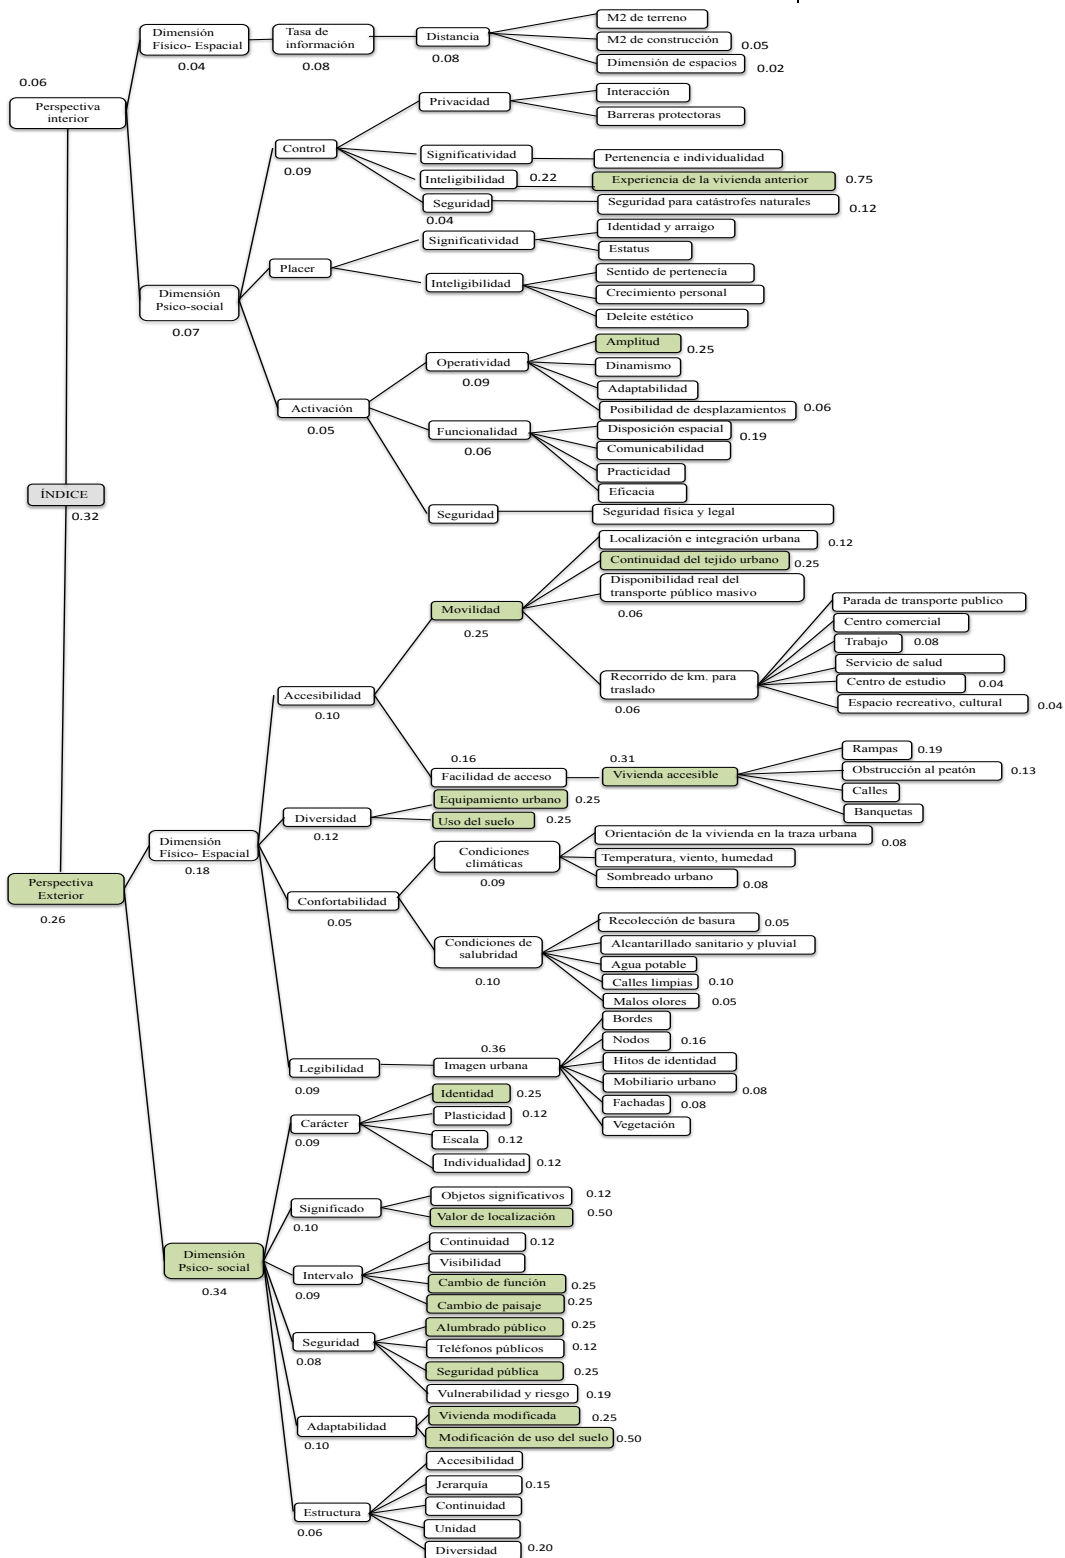 M2 de terreno
Dimensión
Físico- Espacial
0.04
Tasa de
información
0.08
Distancia
0.08
M2 de construcción
0.05
Dimensión de espacios
0.02
0.06
Perspectiva
interior
Interacción
Privacidad
Barreras protectoras
Control
0.09
Significatividad
Pertenencia e individualidad
Inteligibilidad
0.22
Experiencia de la vivienda anterior
0.75
Seguridad
0.04
Seguridad para catástrofes naturales
0.12
Identidad y arraigo
Significatividad
Estatus
Placer
Sentido de pertenecía
Inteligibilidad
Crecimiento personal
Deleite estético
Dimensión
Psico-social
0.07
Amplitud
0.25
Operatividad
0.09
Dinamismo
Adaptabilidad
Posibilidad de desplazamientos
0.06
Activación
0.05
Disposición espacial
0.19
Funcionalidad
0.06
Comunicabilidad
Practicidad
Eficacia
Seguridad
Seguridad física y legal
ÍNDICE
0.32
Localización e integración urbana
0.12
Continuidad del tejido urbano
0.25
Disponibilidad real del
transporte público masivo
0.06
Movilidad
0.25
Parada de transporte publico
Centro comercial
Trabajo
0.08
Servicio de salud
Recorrido de km. para
traslado
0.06
Centro de estudio
0.04
Espacio recreativo, cultural
0.04
Accesibilidad
0.10
0.16
Facilidad de acceso
0.31
Vivienda accesible
Rampas
0.19
Obstrucción al peatón
0.13
Calles
Banquetas
Equipamiento urbano
0.25
Diversidad
0.12
Uso del suelo
0.25
Dimensión
Físico- Espacial
0.18
Orientación de la vivienda en la traza urbana
0.08
Condiciones
climáticas
0.09
Temperatura, viento, humedad
Sombreado urbano
0.08
Perspectiva
Exterior
0.26
Confortabilidad
0.05
Recolección de basura
0.05
Condiciones de
salubridad
0.10
Alcantarillado sanitario y pluvial
Agua potable
Calles limpias
0.10
Malos olores
0.05
Bordes
0.36
Nodos
0.16
Legibilidad
0.09
Imagen urbana
Hitos de identidad
Mobiliario urbano
0.08
Fachadas
0.08
Vegetación
Identidad
0.25
Carácter
0.09
Plasticidad
0.12
Escala
0.12
Individualidad
0.12
Objetos significativos
0.12
Significado
0.10
Valor de localización
0.50
Continuidad
0.12
Dimensión
Psico- social
0.34
Visibilidad
Intervalo
0.09
Cambio de función
0.25
Cambio de paisaje
0.25
Alumbrado público
0.25
Seguridad
0.08
Teléfonos públicos
0.12
Seguridad pública
0.25
Vulnerabilidad y riesgo
0.19
Vivienda modificada
0.25
Adaptabilidad
0.10
Modificación de uso del suelo
0.50
Accesibilidad
Jerarquía
0.15
Estructura
0.06
Continuidad
Unidad
Diversidad
0.20